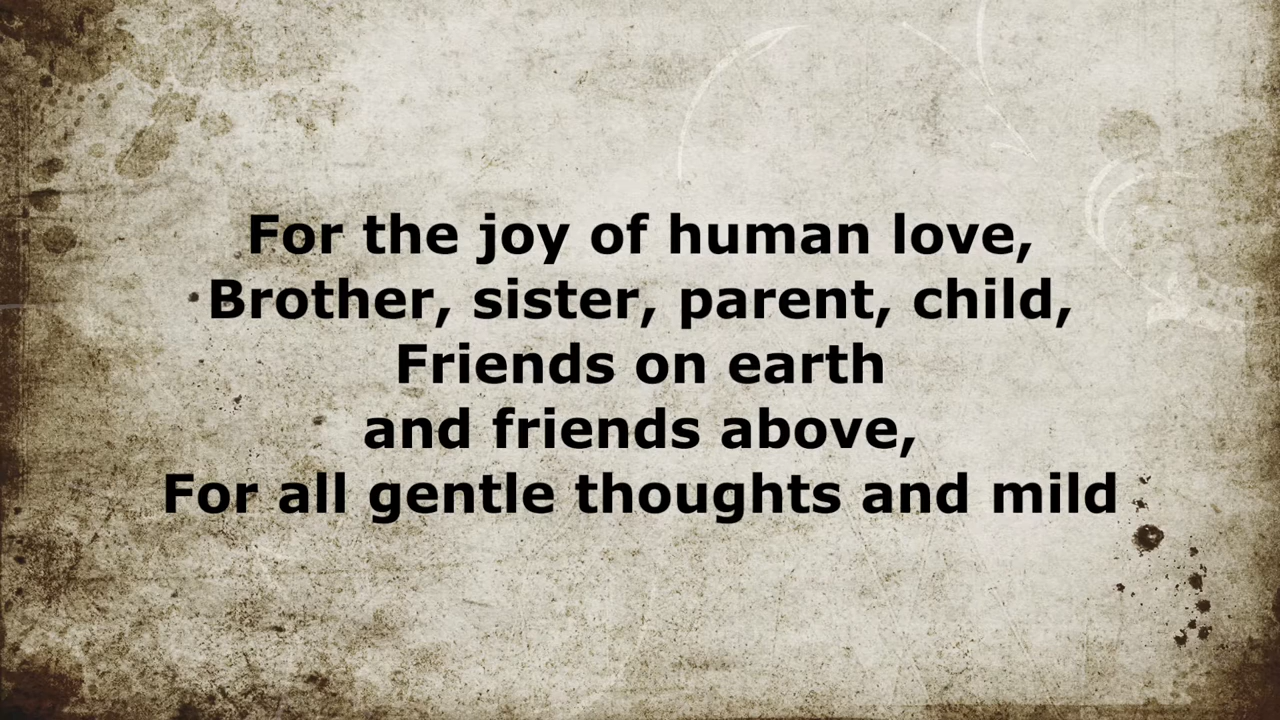 For the joy of human love,
Brother, sister, parent, child,
Friends on earth
and friends above,
For all gentle thoughts and mild